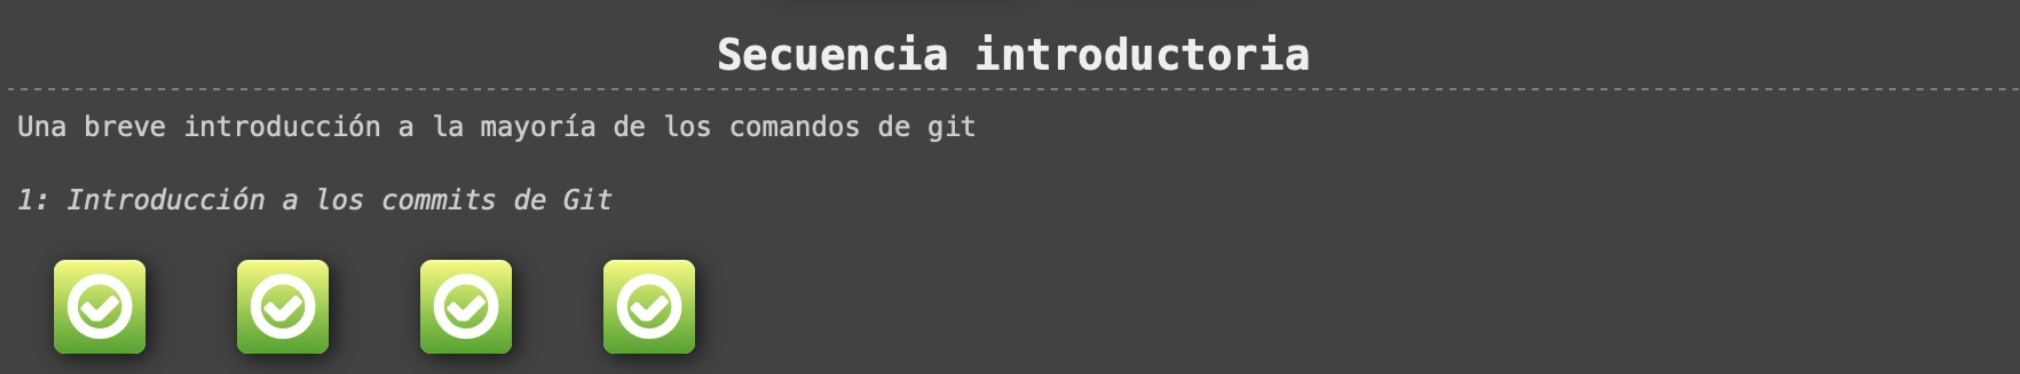 Secuencia introductoria
Una breve introducción a la mayoría de los comandos de git
1: Introducción a los commits de Git